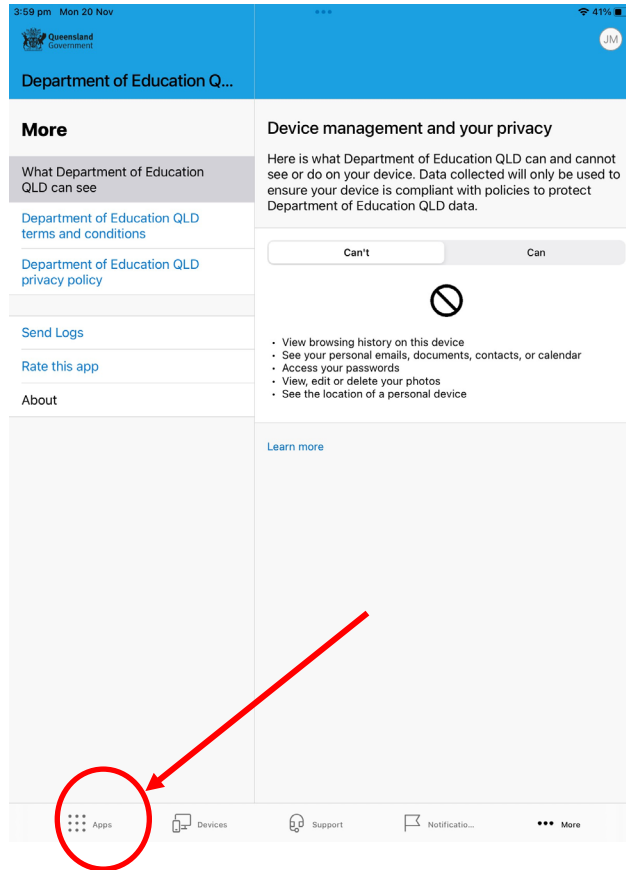 3:59 pm Mon 20 Nov
41%
Queensland
Government
JM
Department of Education Q...
More
What Department of Education
QLD can see
Department of Education QLD
terms and conditions
Department of Education QLD
privacy policy
Send Logs
Rate this app
About
Device management and your privacy
Here is what Department of Education QLD can and cannot
see or do on your device. Data collected will only be used to
ensure your device is compliant with policies to protect
Department of Education QLD data.
Can't Can
• View browsing history on this device
• See your personal emails, documents, contacts, or calendar
• Access your passwords
• View, edit or delete your photos
• See the location of a personal device
Learn more
Apps Devices Support Notificatio... More